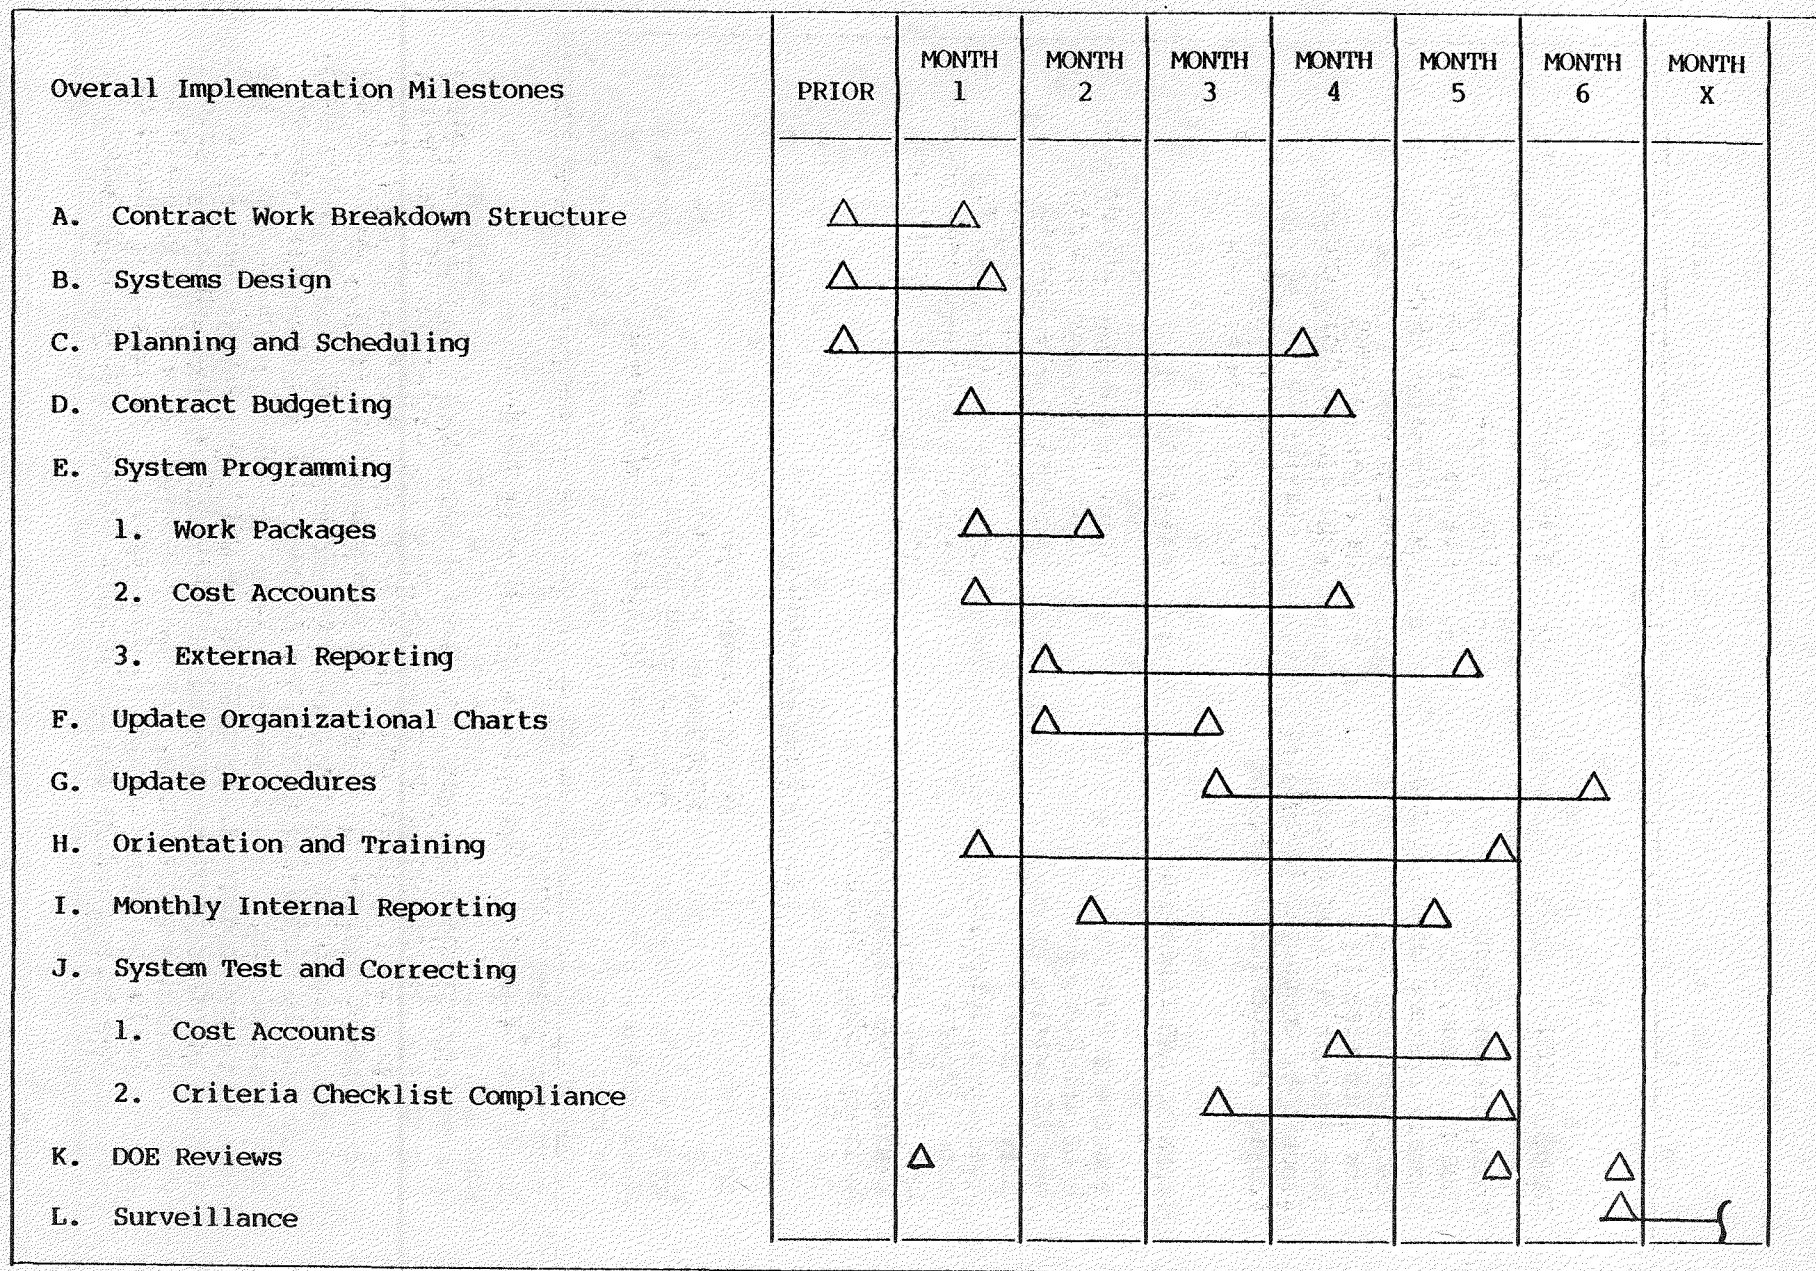 Overall Implementation Milestones PRIOR MONTH 1 MONTH 2 MONTH 3 MONTH 4 MONTH 5 MONTH 6 MONTH X
A. Contract Work Breakdown Structure
B. Systems Design
C. Planning and Scheduling
D. Contract Budgeting
E. System Programming
1. Work Packages
2. Cost Accounts
3. External Reporting
F. Update Organizational Charts
G. Update Procedures
H. Orientation and Training
I. Monthly Internal Reporting
J. System Test and Correcting
1. Cost Accounts
2. Criteria Checklist Compliance
K. DOE Reviews
L. Surveillance